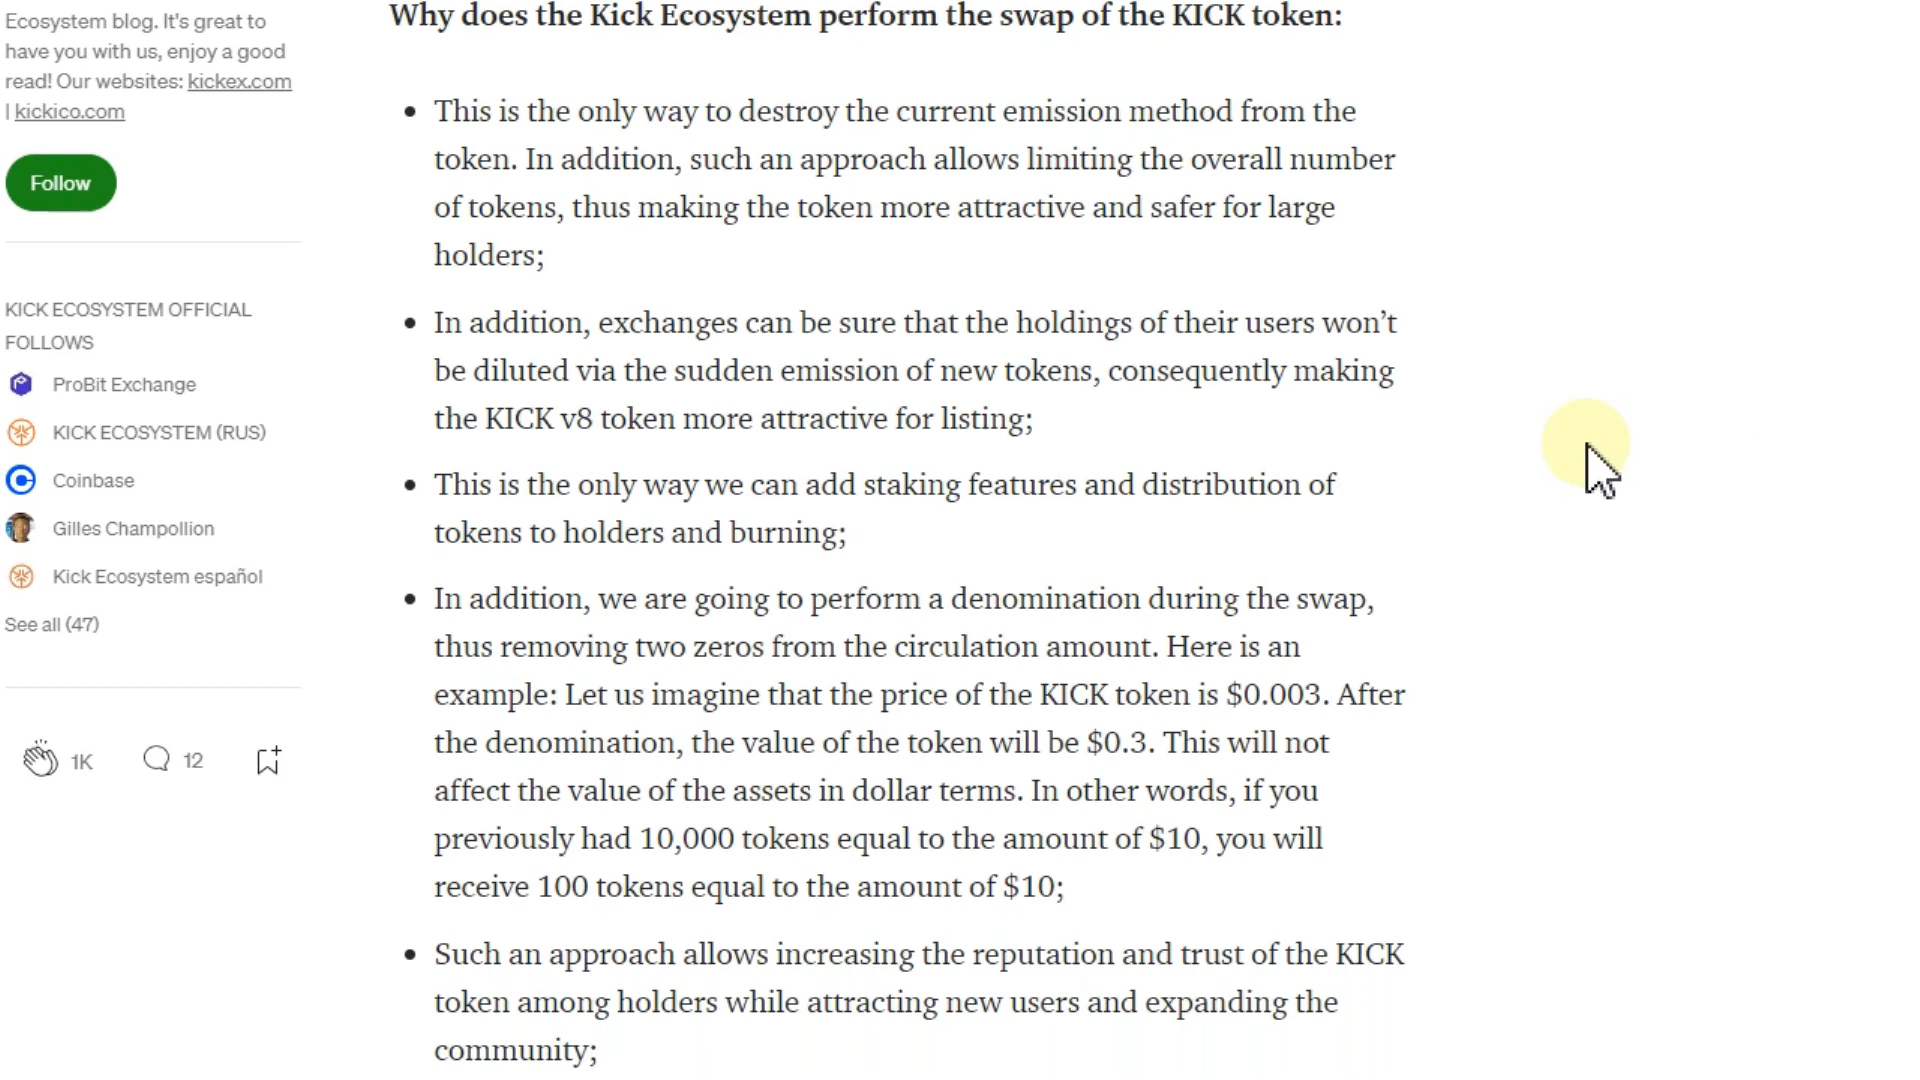 Ecosystem blog. It's great to
have you with us, enjoy a good
read! Our websites: kickex.com
| kickico.com
Follow
KICK ECOSYSTEM OFFICIAL
FOLLOWS
ProBit Exchange
KICK ECOSYSTEM (RUS)
Coinbase
Gilles Champollion
Kick Ecosystem español
See all (47)
1K
12
Why does the Kick Ecosystem perform the swap of the KICK token:
• This is the only way to destroy the current emission method from the
token. In addition, such an approach allows limiting the overall number
of tokens, thus making the token more attractive and safer for large
holders;
• In addition, exchanges can be sure that the holdings of their users won’t
be diluted via the sudden emission of new tokens, consequently making
the KICK v8 token more attractive for listing;
• This is the only way we can add staking features and distribution of
tokens to holders and burning;
• In addition, we are going to perform a denomination during the swap,
thus removing two zeros from the circulation amount. Here is an
example: Let us imagine that the price of the KICK token is $0.003. After
the denomination, the value of the token will be $0.3. This will not
affect the value of the assets in dollar terms. In other words, if you
previously had 10,000 tokens equal to the amount of $10, you will
receive 100 tokens equal to the amount of $10;
• Such an approach allows increasing the reputation and trust of the KICK
token among holders while attracting new users and expanding the
community;